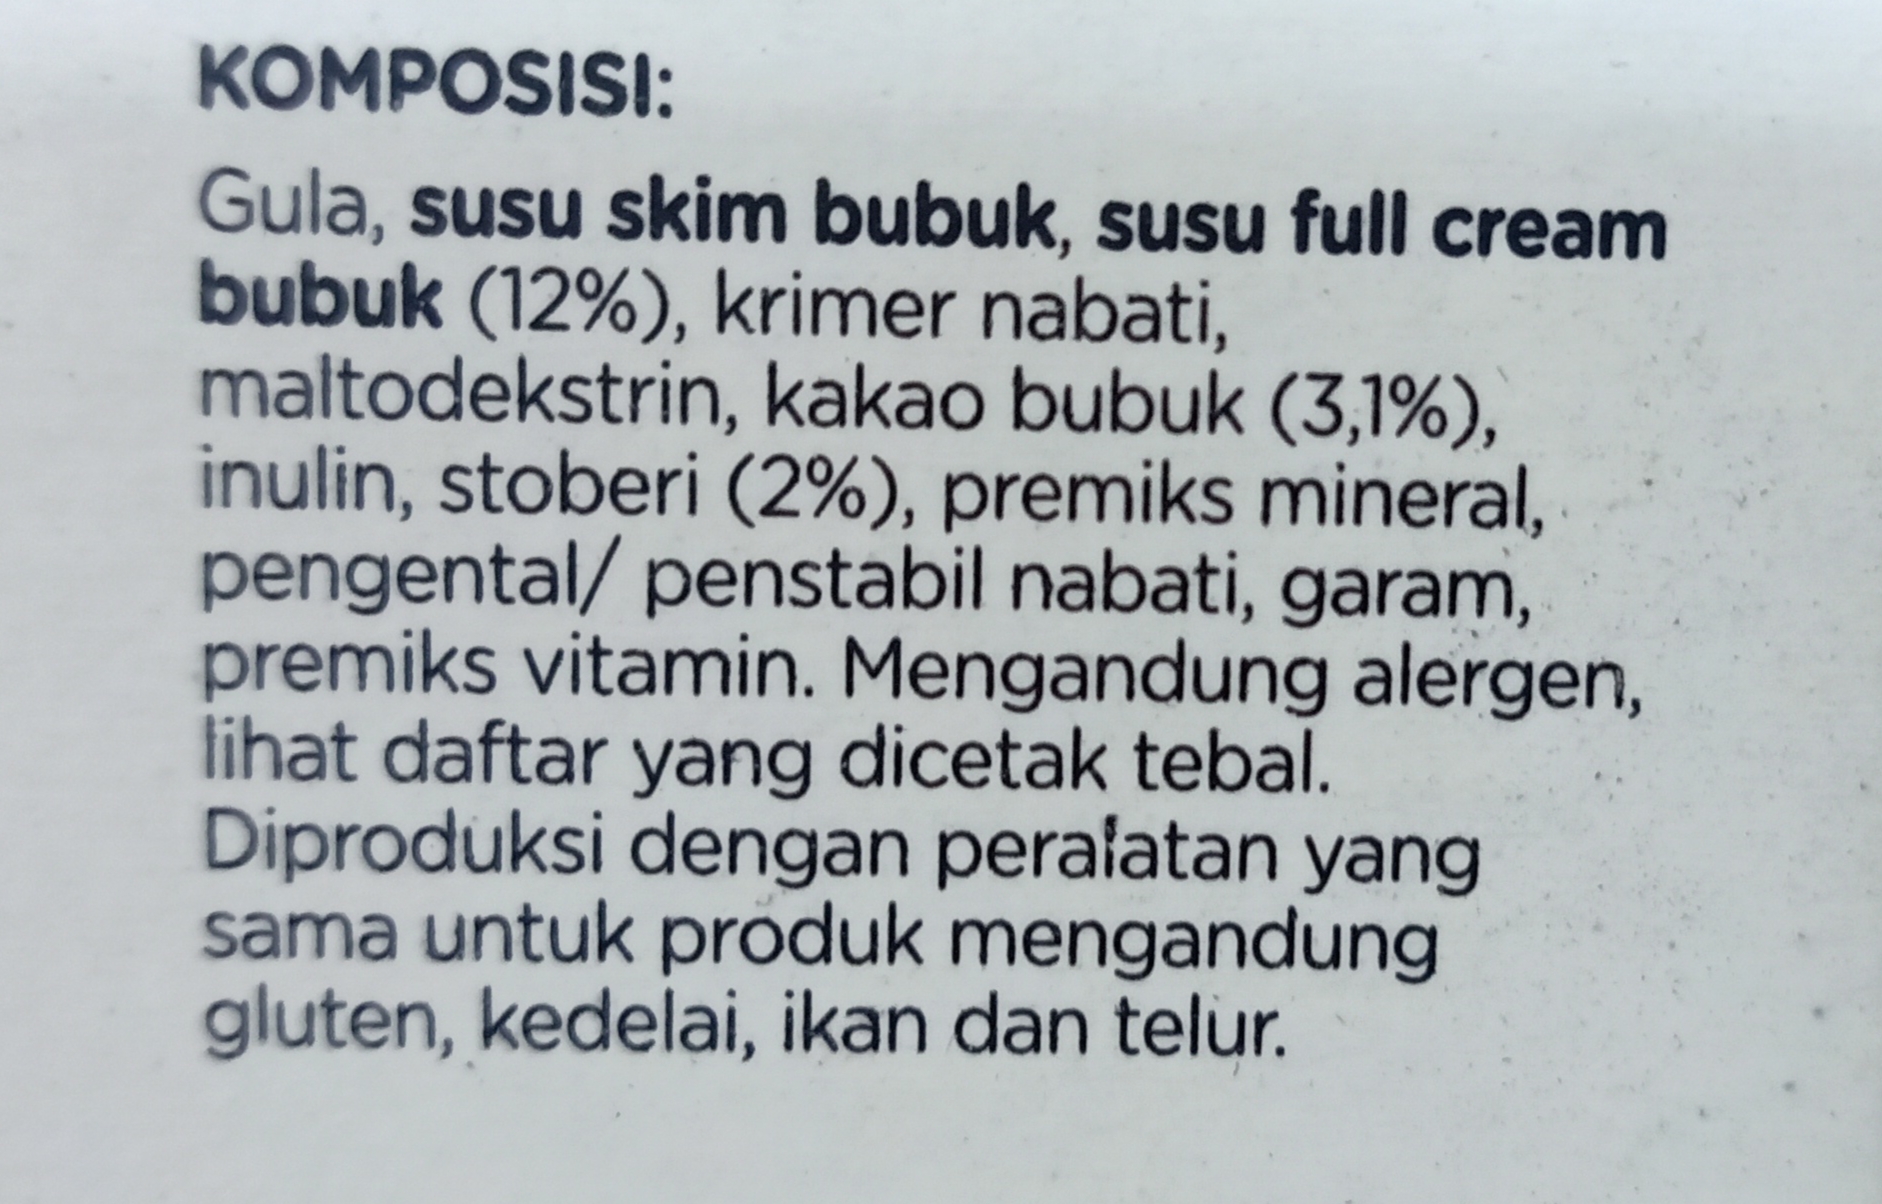 KOMPOSISI:
Gula, susu skim bubuk, susu full cream
bubuk (12%), krimer nabati,
maltodekstrin, kakao bubuk (3,1%),
inulin, stoberi (2%), premiks mineral,
pengental/ penstabil nabati, garam,
premiks vitamin. Mengandung alergen,
lihat daftar yang dicetak tebal.
Diproduksi dengan peralatan yang
sama untuk produk mengandung
gluten, kedelai, ikan dan telur.